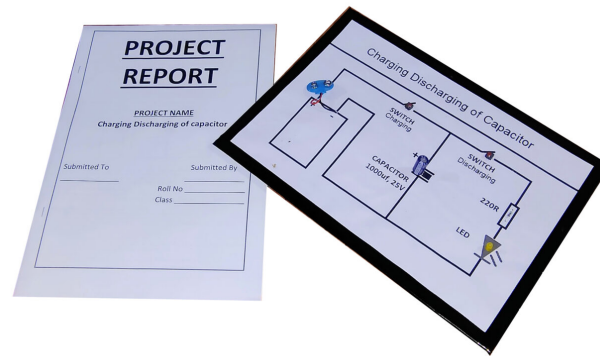 PROJECT
REPORT
PROJECT NAME
Charging Discharging of capacitor
Submitted To
Submitted By
Roll No
Class
Charging Discharging of Capacitor
SWITCH
Charging
SWITCH
Discharging
CAPACITOR
1000uf, 25V
220R
LED